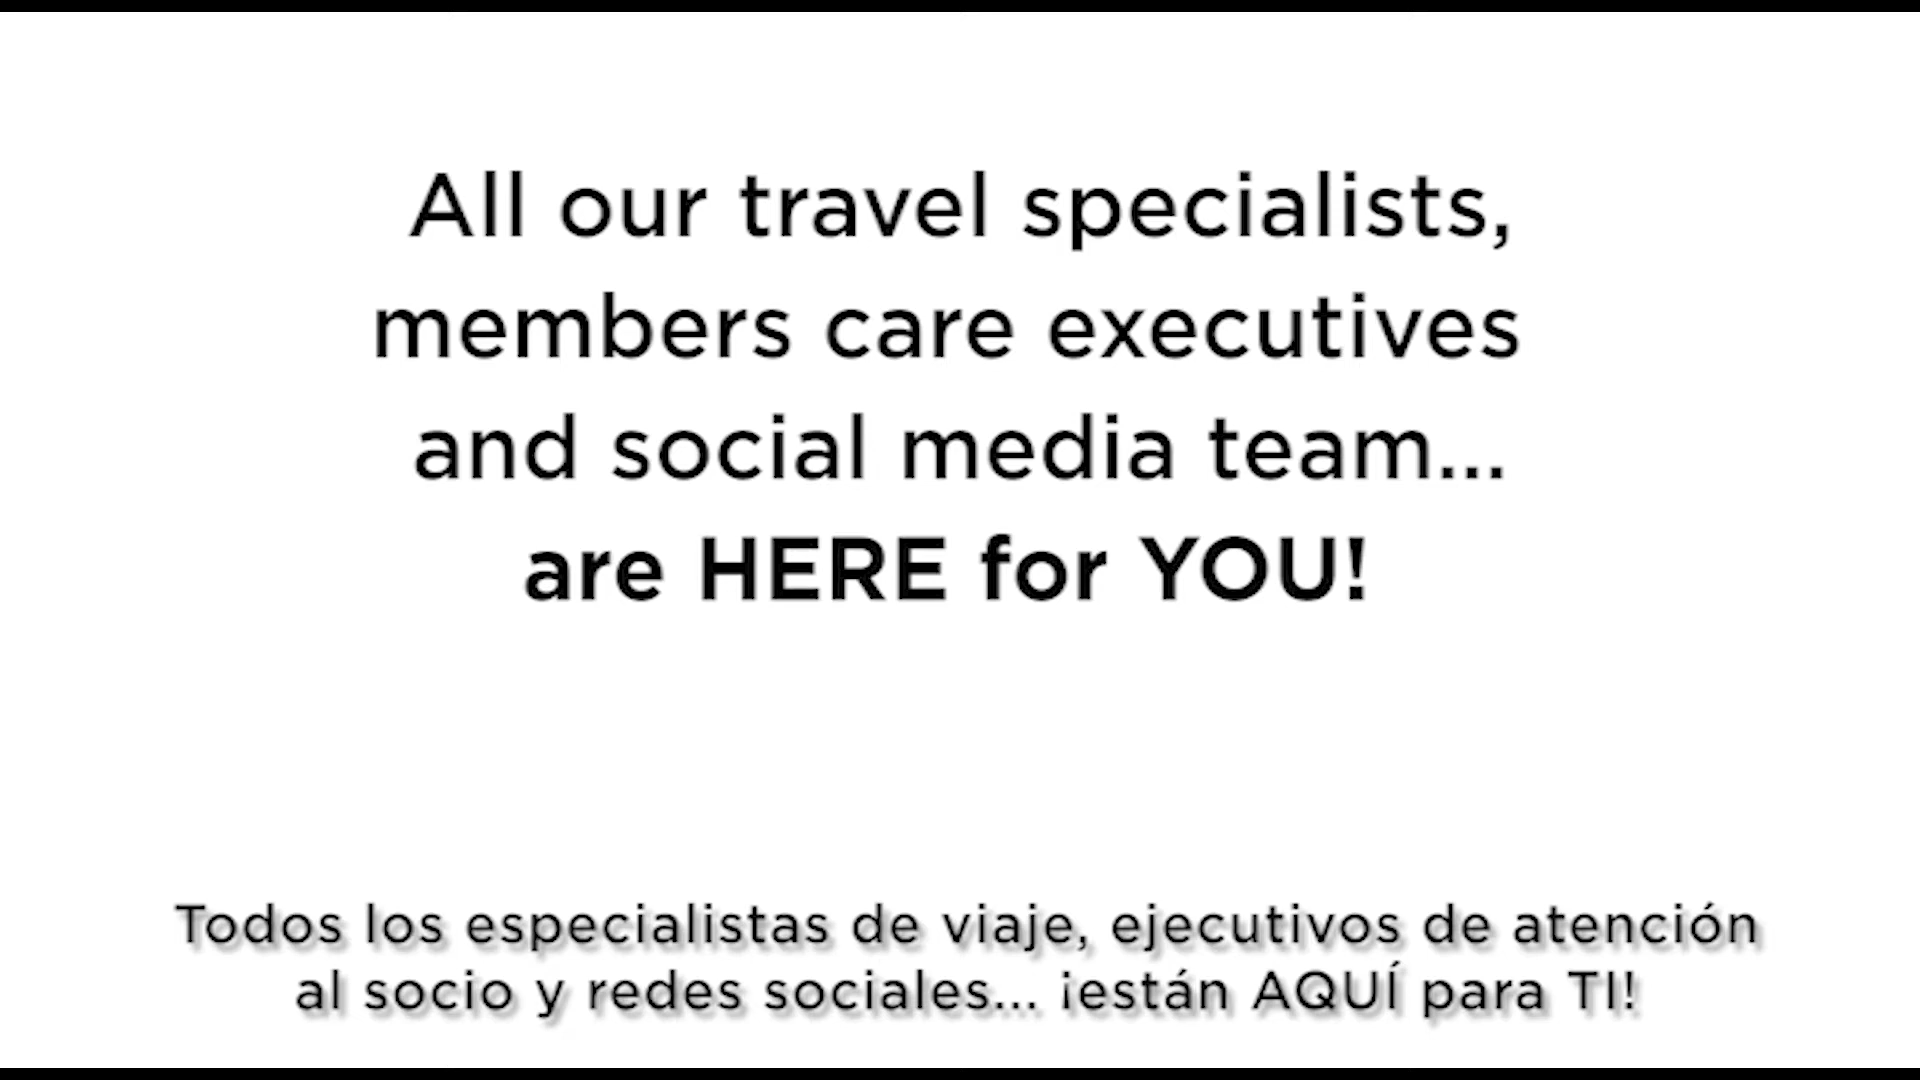 All our travel specialists,
members care executives
and social media team...
are HERE for YOU!
Todos los especialistas de viaje, ejecutivos de atención
al socio y redes sociales... ¡están AQUÍ para TI!